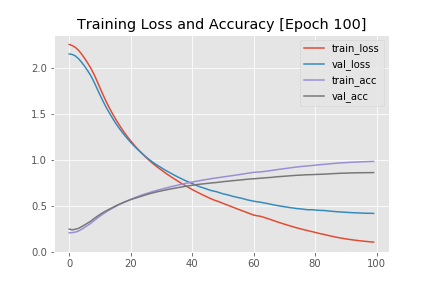 Training Loss and Accuracy [Epoch 100]
train_loss
val_loss
train_acc
val_acc
2.0
1.5
1.0
0.5
0.0
0 20 40 60 80 100